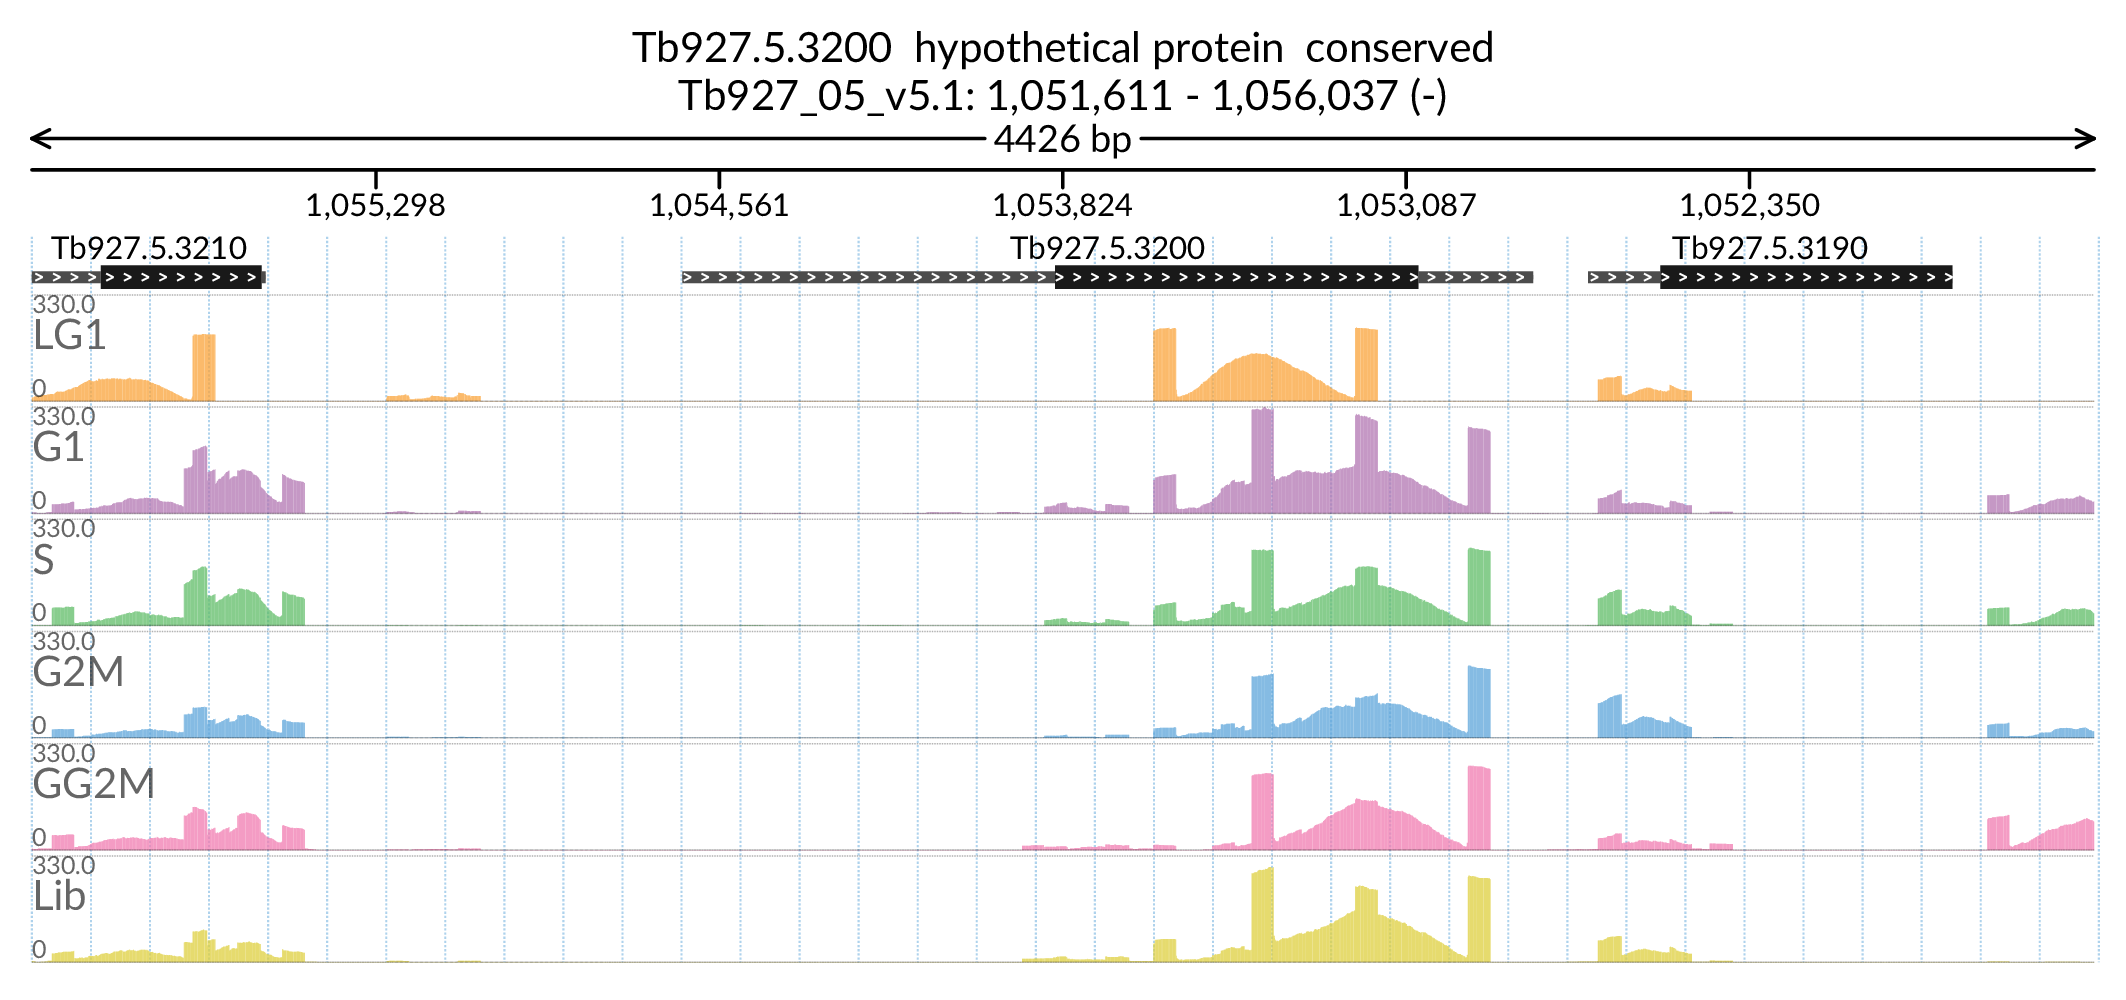 Tb927.5.3200 hypothetical protein conserved
Tb927_05_v5.1: 1,051,611 - 1,056,037 (-)
4426 bp
1,055,298 1,054,561 1,053,824 1,053,087 1,052,350
Tb927.5.3210 Tb927.5.3200 Tb927.5.3190
330.0
LG1
0
330.0
G1
0
330.0
S
0
330.0
G2M
0
330.0
GG2M
0
330.0
Lib
0